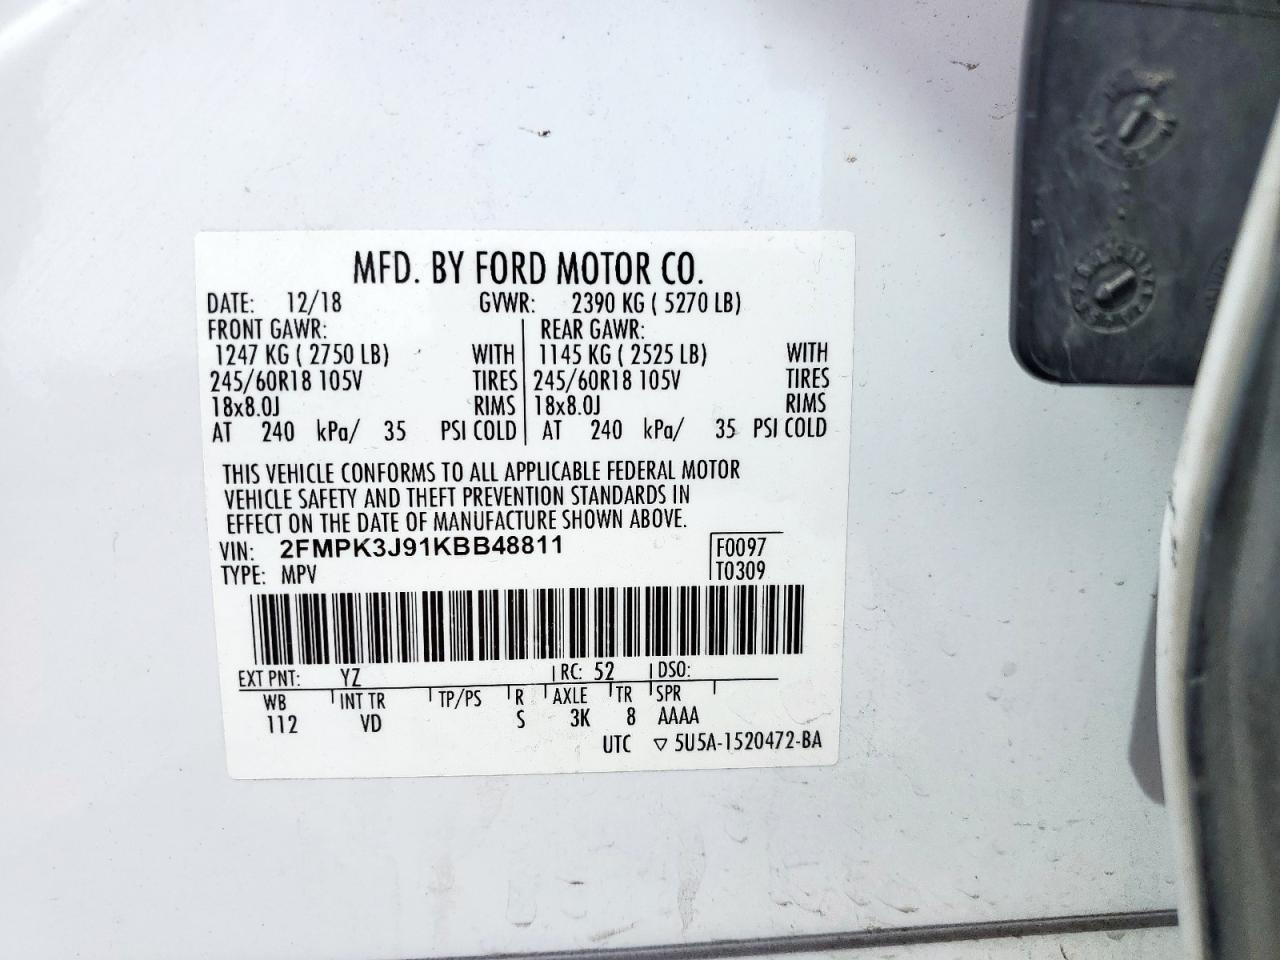 MFD. BY FORD MOTOR CO.
DATE: 12/18 GVWR: 2390 KG ( 5270 LB)
FRONT GAWR: REAR GAWR:
1247 KG ( 2750 LB) WITH 1145 KG ( 2525 LB) WITH
245/60R18 105V TIRES 245/60R18 105V TIRES
18x8.0J RIMS 18x8.0J RIMS
AT 240 kPa/ 35 PSI COLD AT 240 kPa/ 35 PSI COLD
THIS VEHICLE CONFORMS TO ALL APPLICABLE FEDERAL MOTOR
VEHICLE SAFETY AND THEFT PREVENTION STANDARDS IN
EFFECT ON THE DATE OF MANUFACTURE SHOWN ABOVE.
VIN: 2FMPK3J91KBB48811 F0097
TYPE: MPV T0309
EXT PNT: YZ RC: 52 DSO:
WB INT TR TP/PS R AXLE TR SPR
112 VD S 3K 8 AAAA
UTC ▽ 5U5A-1520472-BA